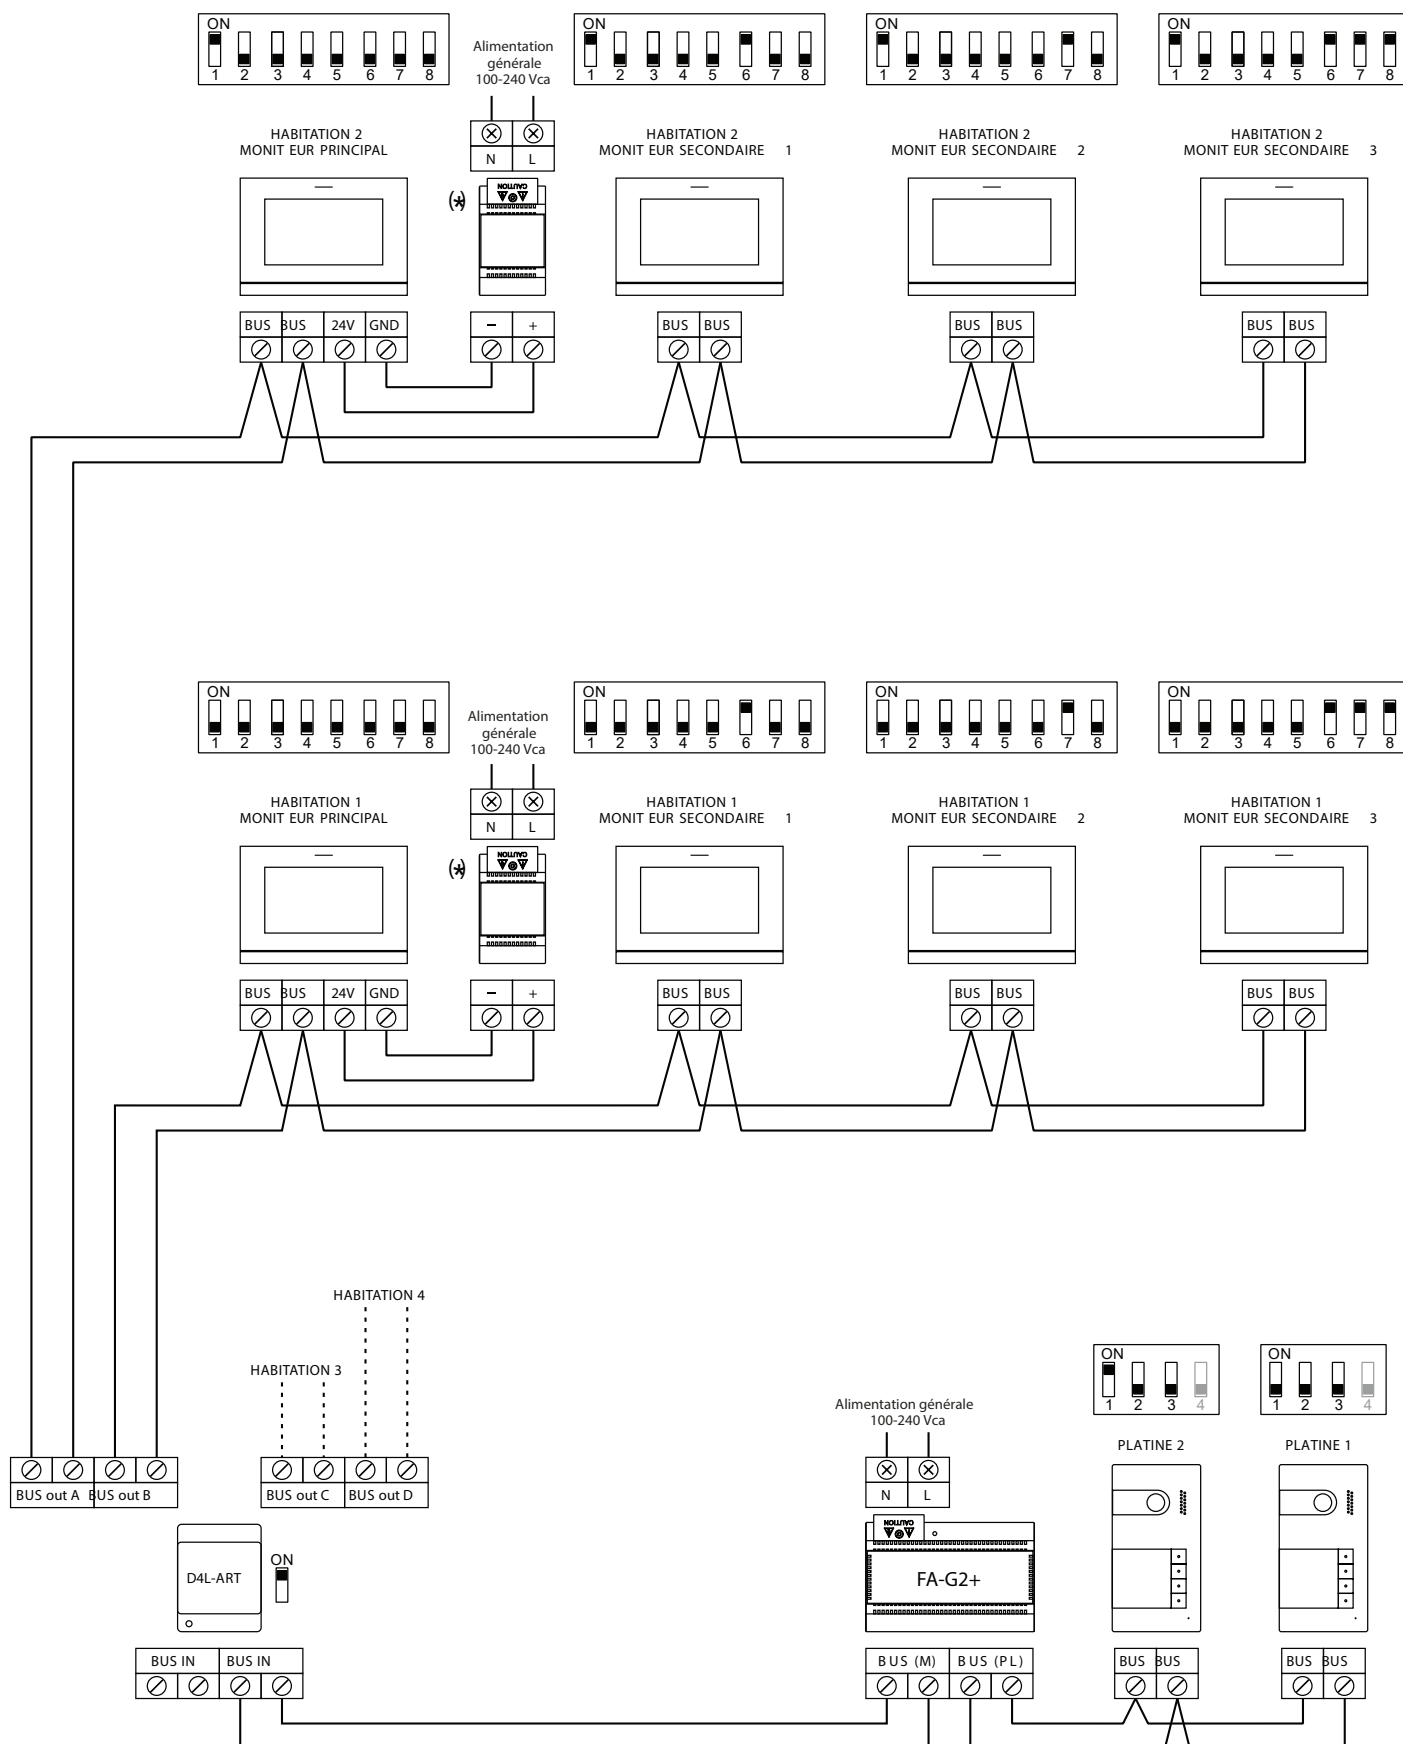 ON ON ON ON
1 2 3 4 5 6 7 8 1 2 3 4 5 6 7 8 1 2 3 4 5 6 7 8 1 2 3 4 5 6 7 8
Alimentation
générale
100-240 Vca
HABITATION 2
MONIT EUR PRINCIPAL
N L
HABITATION 2
MONIT EUR SECONDAIRE 1
HABITATION 2
MONIT EUR SECONDAIRE 2
HABITATION 2
MONIT EUR SECONDAIRE 3
CAUTION
(*)
BUS BUS 24V GND – + BUS BUS BUS BUS BUS BUS
ON ON ON ON
1 2 3 4 5 6 7 8 1 2 3 4 5 6 7 8 1 2 3 4 5 6 7 8 1 2 3 4 5 6 7 8
Alimentation
générale
100-240 Vca
HABITATION 1
MONIT EUR PRINCIPAL
N L
HABITATION 1
MONIT EUR SECONDAIRE 1
HABITATION 1
MONIT EUR SECONDAIRE 2
HABITATION 1
MONIT EUR SECONDAIRE 3
CAUTION
(*)
BUS BUS 24V GND – + BUS BUS BUS BUS BUS BUS
HABITATION 4
HABITATION 3
ON ON
1 2 3 4 1 2 3 4
Alimentation générale
100-240 Vca
PLATINE 2 PLATINE 1
BUS out A BUS out B BUS out C BUS out D N L
CAUTION
D4L-ART ON
FA-G2+
BUS IN BUS IN BUS (M) BUS (PL) BUS BUS BUS BUS